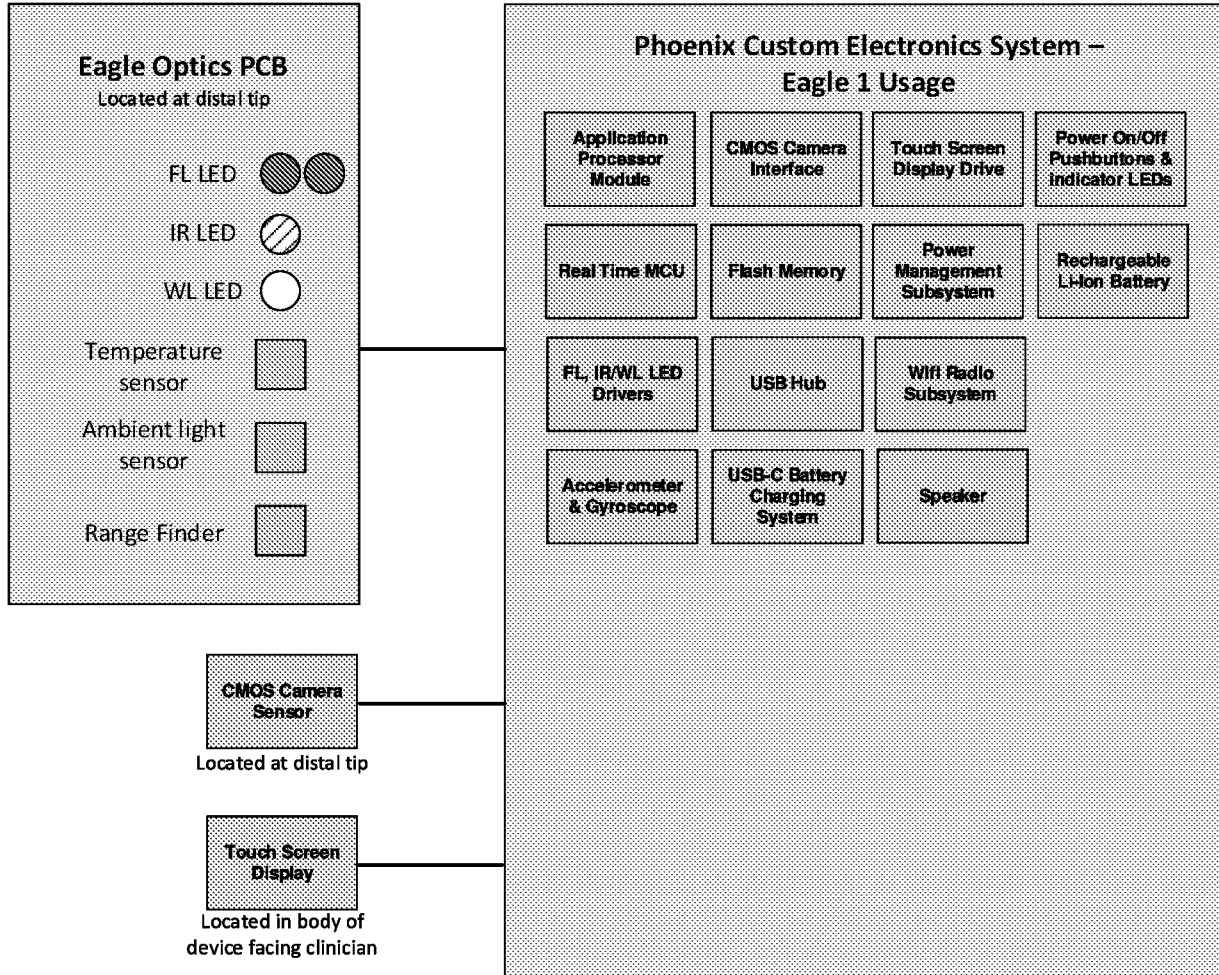 Eagle Optics PCB
Located at distal tip
FL LED
IR LED
WL LED
Temperature
sensor
Ambient light
sensor
Range Finder
CMOS Camera
Sensor
Located at distal tip
Touch Screen
Display
Located in body of
device facing clinician
Phoenix Custom Electronics System –
Eagle 1 Usage
Application
Processor
Module
CMOS Camera
Interface
Touch Screen
Display Drive
Power On/Off
Pushbuttons &
Indicator LEDs
Real Time MCU
Flash Memory
Power
Management
Subsystem
Rechargeable
Li-Ion Battery
FL, IR/WL LED
Drivers
USB Hub
Wifi Radio
Subsystem
Accelerometer
& Gyroscope
USB-C Battery
Charging
System
Speaker